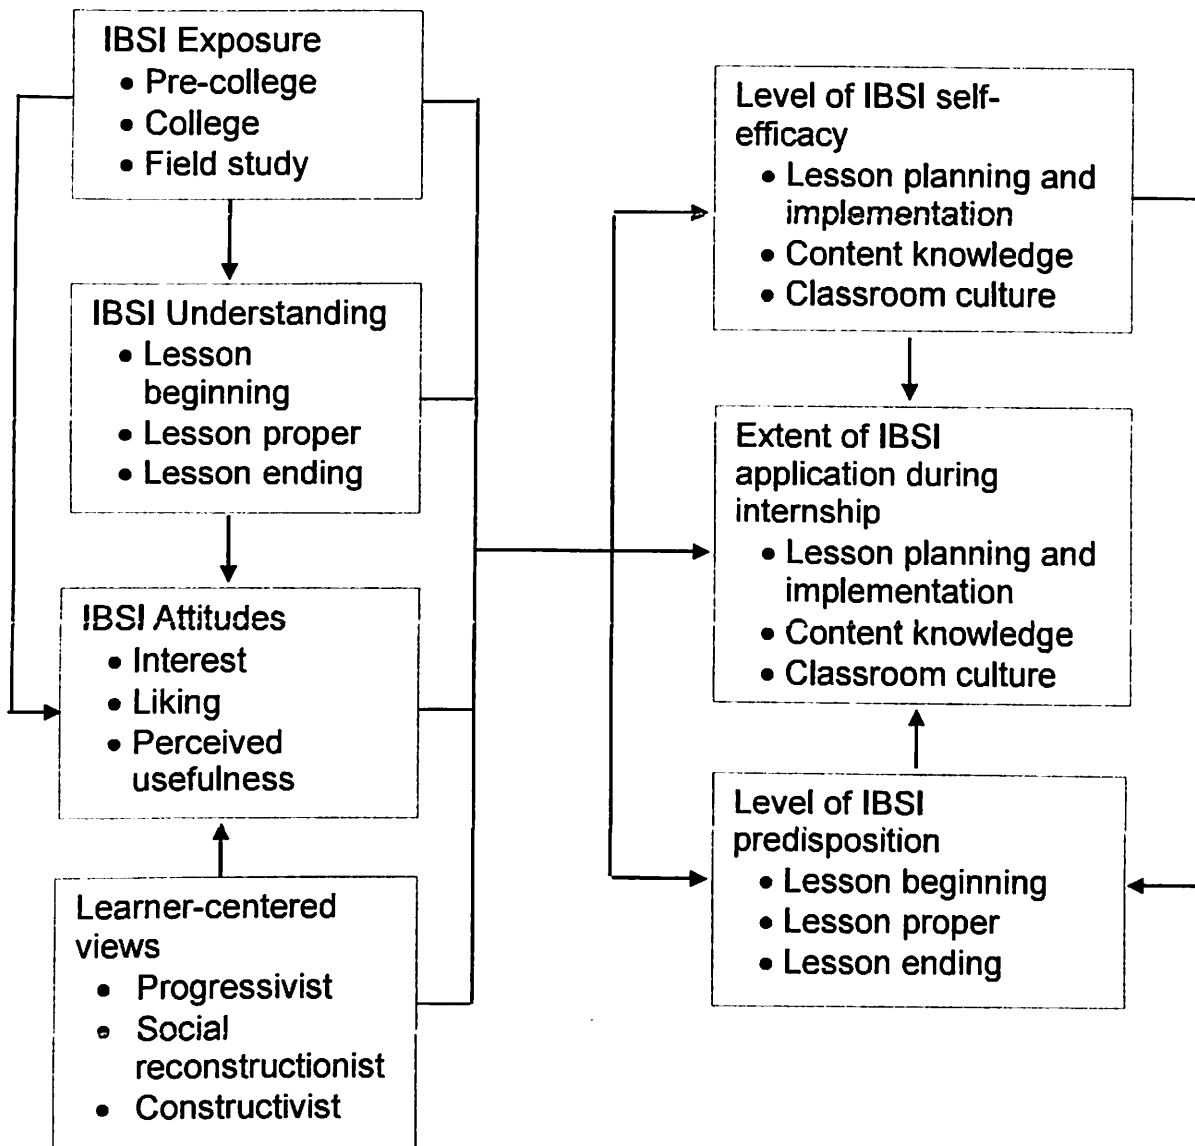 IBSI Exposure
• Pre-college
• College
• Field study
IBSI Understanding
• Lesson
beginning
• Lesson proper
• Lesson ending
IBSI Attitudes
• Interest
• Liking
• Perceived
usefulness
Learner-centered
views
• Progressivist
• Social
reconstructionist
• Constructivist
Level of IBSI self-
efficacy
• Lesson planning and
implementation
• Content knowledge
• Classroom culture
Extent of IBSI
application during
internship
• Lesson planning and
implementation
• Content knowledge
• Classroom culture
Level of IBSI
predisposition
• Lesson beginning
• Lesson proper
• Lesson ending